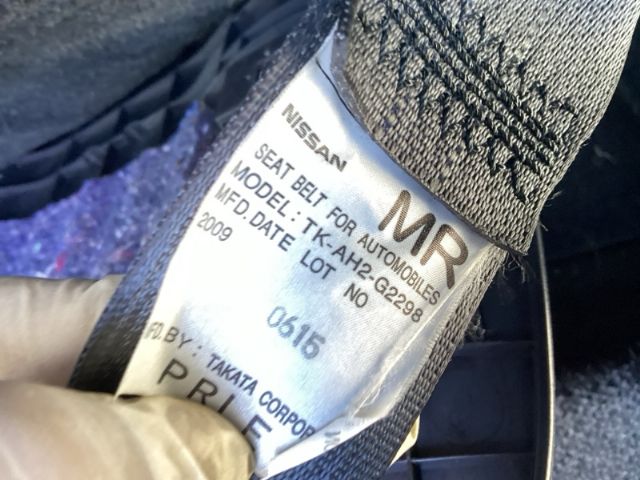 NISSAN
MR
SEAT BELT FOR AUTOMOBILES
MODEL: TK-AH2-G2298
MFD.DATE LOT NO
2009
0615
FD.BY: TAKATA CORPOR